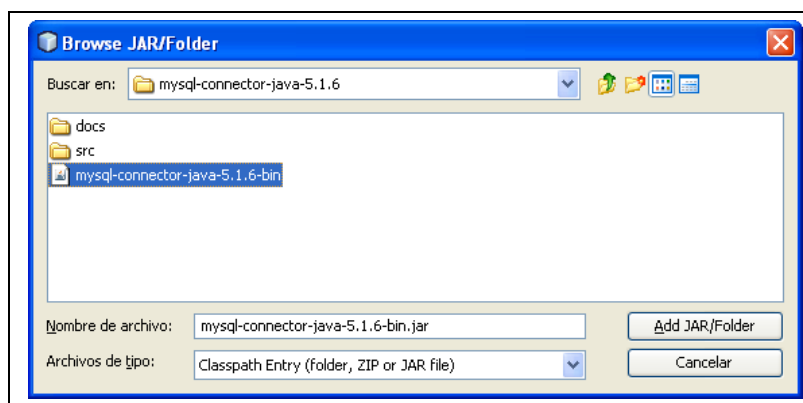 Browse JAR/Folder
Buscar en: mysql-connector-java-5.1.6
docs
src
mysql-connector-java-5.1.6-bin
Nombre de archivo: mysql-connector-java-5.1.6-bin.jar Add JAR/Folder
Archivos de tipo: Classpath Entry (folder, ZIP or JAR file) Cancelar